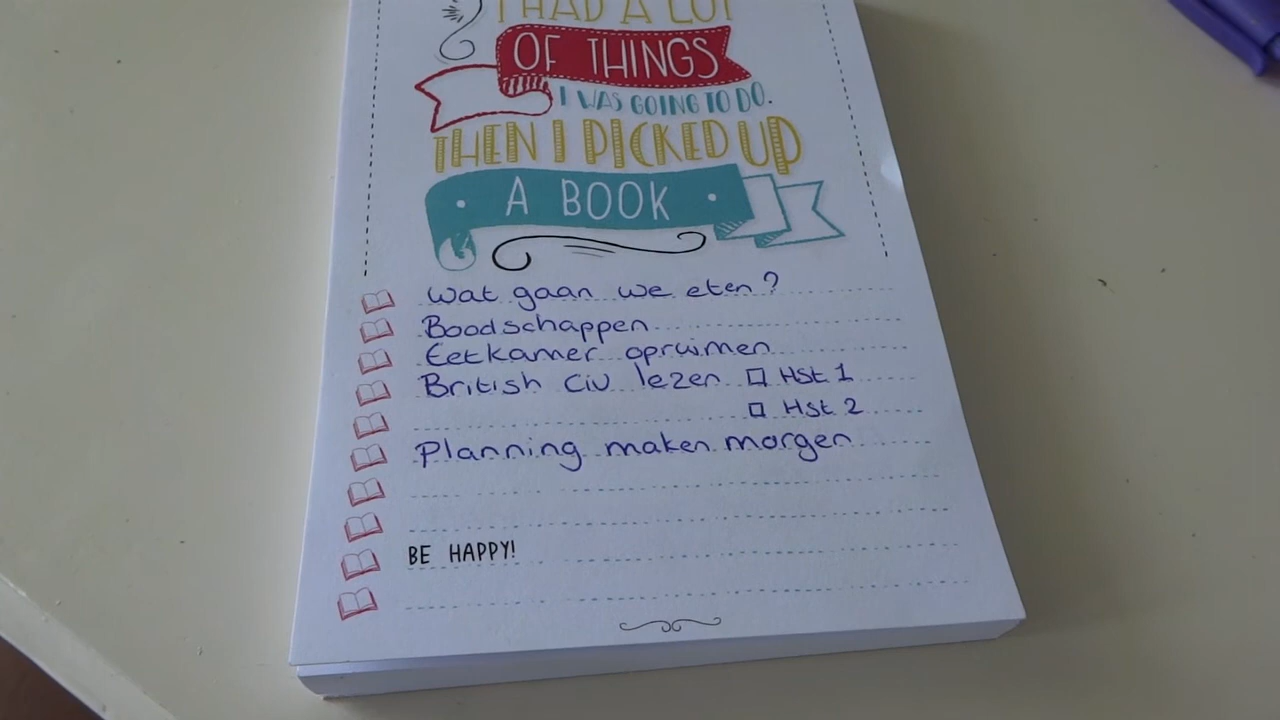 I HAD A LOT
OF THINGS
I WAS GOING TO DO.
THEN I PICKED UP
A BOOK
Wat gaan we eten?
Boodschappen
Eetkamer opruimen
British Civ lezen □ Hst 1
□ Hst 2
Planning maken morgen
BE HAPPY!